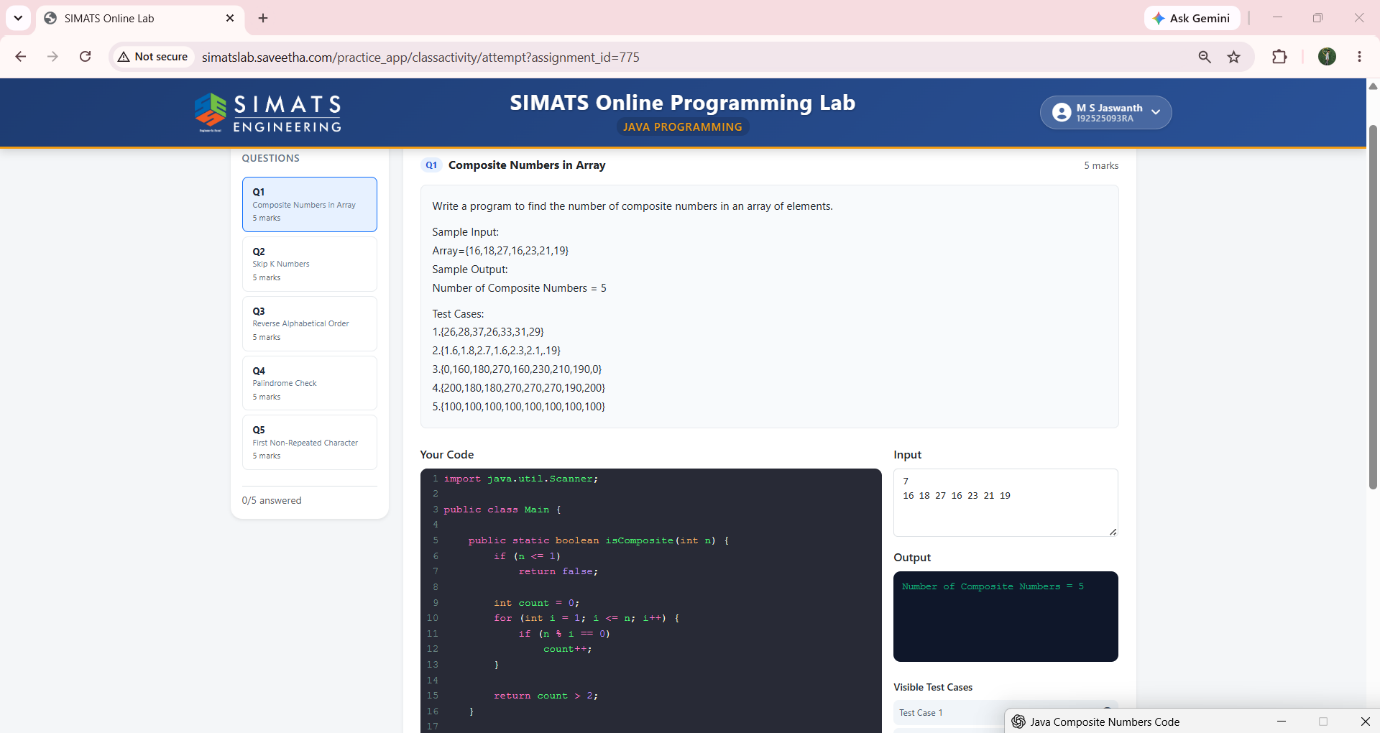 SIMATS Online Lab
Ask Gemini
Not secure
simatslab.saveetha.com/practice_app/classactivity/attempt?assignment_id=775
SIMATS
ENGINEERING
SIMATS Online Programming Lab
JAVA PROGRAMMING
M S Jaswanth
192525093RA
QUESTIONS
Q1
Composite Numbers in Array
5 marks
Q2
Skip K Numbers
5 marks
Q3
Reverse Alphabetical Order
5 marks
Q4
Palindrome Check
5 marks
Q5
First Non-Repeated Character
5 marks
0/5 answered
Q1 Composite Numbers in Array 5 marks
Write a program to find the number of composite numbers in an array of elements.
Sample Input:
Array={16,18,27,16,23,21,19}
Sample Output:
Number of Composite Numbers = 5
Test Cases:
1.{26,28,37,26,33,31,29}
2.{1.6,1.8,2.7,1.6,2.3,2.1,.19}
3.{0,160,180,270,160,230,210,190,0}
4.{200,180,180,270,270,270,190,200}
5.{100,100,100,100,100,100,100,100}
Your Code
1 import java.util.Scanner;
2
3 public class Main {
4
5 public static boolean isComposite(int n) {
6 if (n <= 1)
7 return false;
8
9 int count = 0;
10 for (int i = 1; i <= n; i++) {
11 if (n % i == 0)
12 count++;
13 }
14
15 return count > 2;
16 }
17
Input
7
16 18 27 16 23 21 19
Output
Number of Composite Numbers = 5
Visible Test Cases
Test Case 1
Java Composite Numbers Code